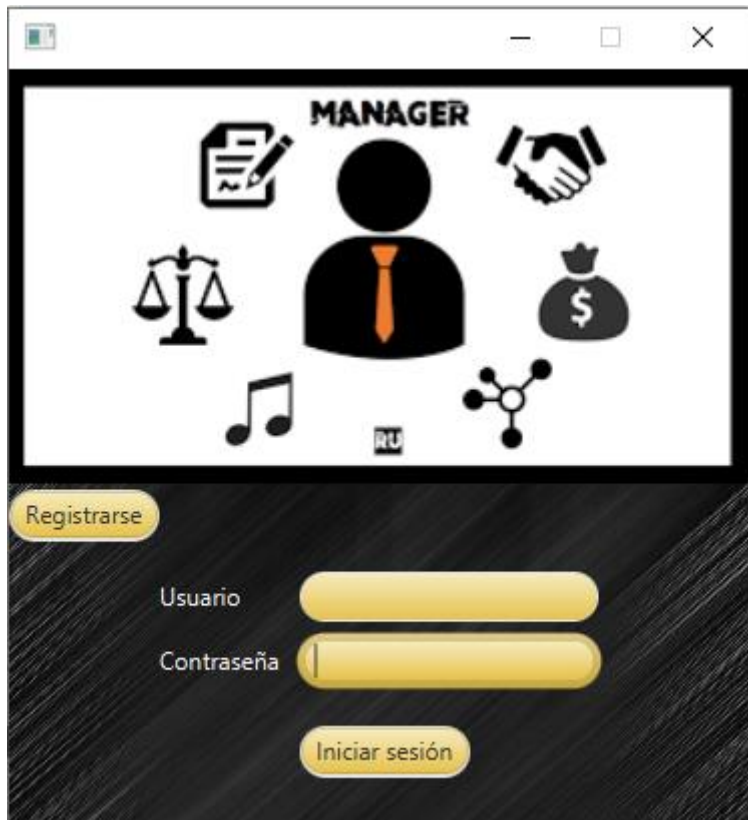 MANAGER
$
RU
Registrarse
Usuario
Contraseña
Iniciar sesión